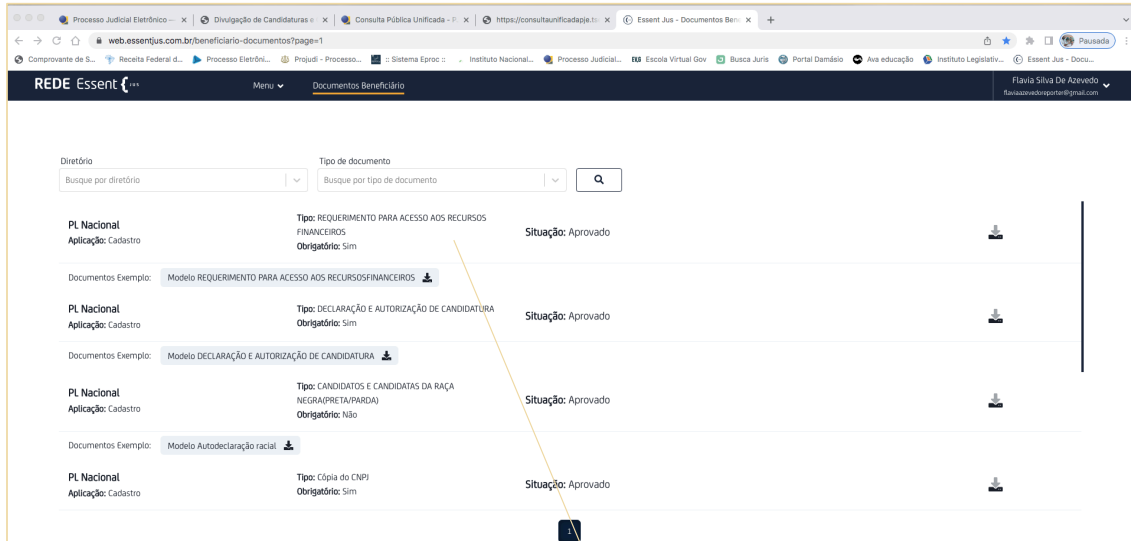 Processo Judicial Eletrônico —
Divulgação de Candidaturas e
Consulta Pública Unificada - P
https://consultaunificadapje.ts
Essent Jus - Documentos Ben
web.essentjus.com.br/beneficiario-documentos?page=1
Pausada
Comprovante de S...
Receita Federal d...
Processo Eletrôni...
Projudi - Processo...
:: Sistema Eproc ::
Instituto Nacional...
Processo Judicial...
Escola Virtual Gov
Busca Juris
Portal Damásio
Ava educação
Instituto Legislativ...
Essent Jus - Docu...
REDE Essent { JUS
Menu
Documentos Beneficiário
Flavia Silva De Azevedo
flaviaazevedoreporter@gmail.com
Diretório
Tipo de documento
Busque por diretório
Busque por tipo de documento
PL Nacional
Aplicação: Cadastro
Tipo: REQUERIMENTO PARA ACESSO AOS RECURSOS
FINANCEIROS
Obrigatório: Sim
Situação: Aprovado
Documentos Exemplo: Modelo REQUERIMENTO PARA ACESSO AOS RECURSOSFINANCEIROS
PL Nacional
Aplicação: Cadastro
Tipo: DECLARAÇÃO E AUTORIZAÇÃO DE CANDIDATURA
Obrigatório: Sim
Situação: Aprovado
Documentos Exemplo: Modelo DECLARAÇÃO E AUTORIZAÇÃO DE CANDIDATURA
PL Nacional
Aplicação: Cadastro
Tipo: CANDIDATOS E CANDIDATAS DA RAÇA
NEGRA(PRETA/PARDA)
Obrigatório: Não
Situação: Aprovado
Documentos Exemplo: Modelo Autodeclaração racial
PL Nacional
Aplicação: Cadastro
Tipo: Cópia do CNPJ
Obrigatório: Sim
Situação: Aprovado
1